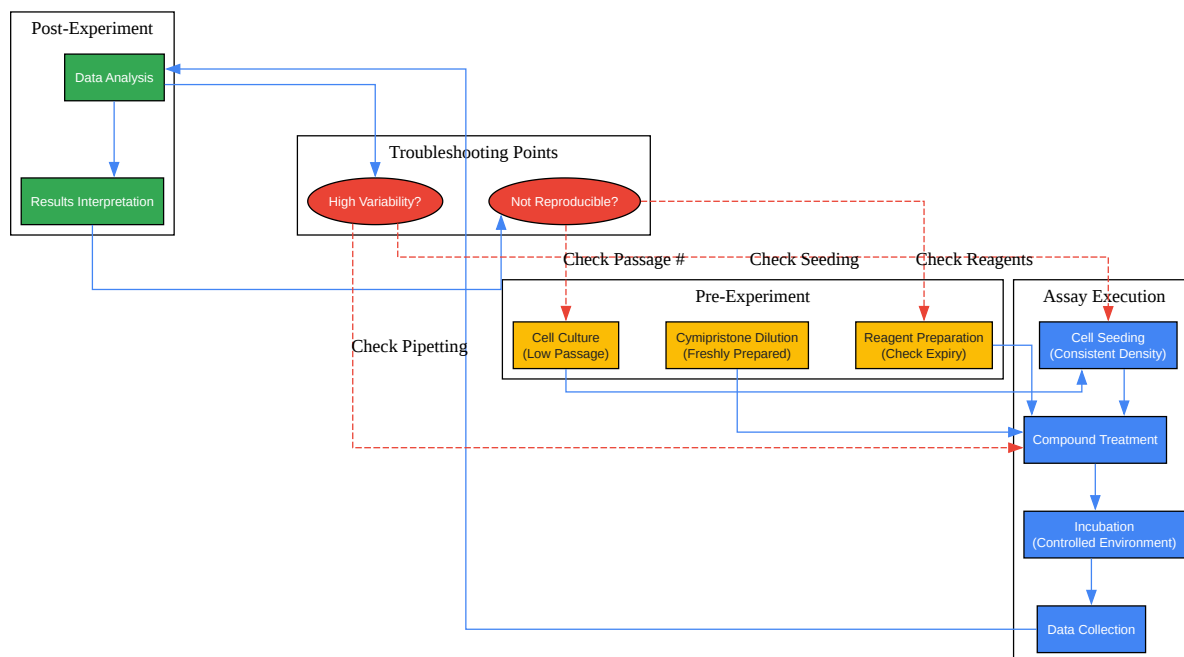 Post-Experiment
Data Analysis
Results Interpretation
Troubleshooting Points
High Variability?
Not Reproducible?
Check Passage #
Check Seeding
Check Reagents
Check Pipetting
Pre-Experiment
Cell Culture
(Low Passage)
Cymipristone Dilution
(Freshly Prepared)
Reagent Preparation
(Check Expiry)
Assay Execution
Cell Seeding
(Consistent Density)
Compound Treatment
Incubation
(Controlled Environment)
Data Collection